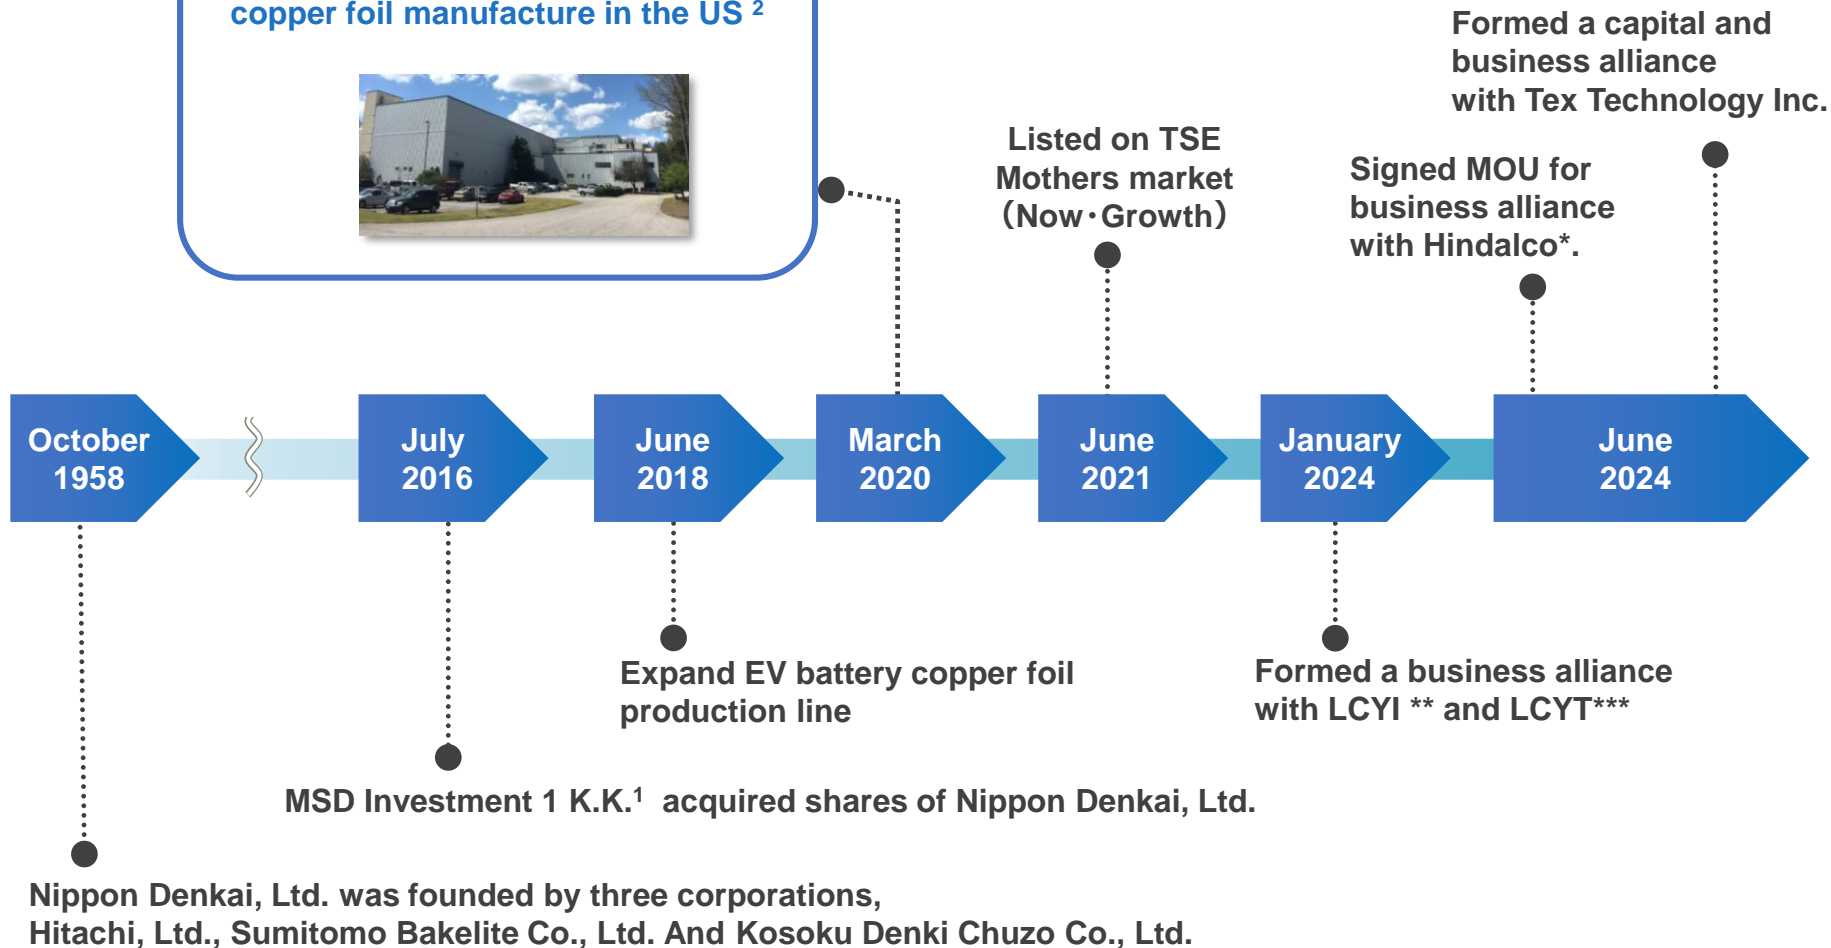 copper foil manufacture in the US ²
Formed a capital and
business alliance
with Tex Technology Inc.
Listed on TSE
Mothers market
（Now・Growth）
Signed MOU for
business alliance
with Hindalco*.
October
1958
July
2016
June
2018
March
2020
June
2021
January
2024
June
2024
Expand EV battery copper foil
production line
Formed a business alliance
with LCYI ** and LCYT***
MSD Investment 1 K.K.¹ acquired shares of Nippon Denkai, Ltd.
Nippon Denkai, Ltd. was founded by three corporations,
Hitachi, Ltd., Sumitomo Bakelite Co., Ltd. And Kosoku Denki Chuzo Co., Ltd.